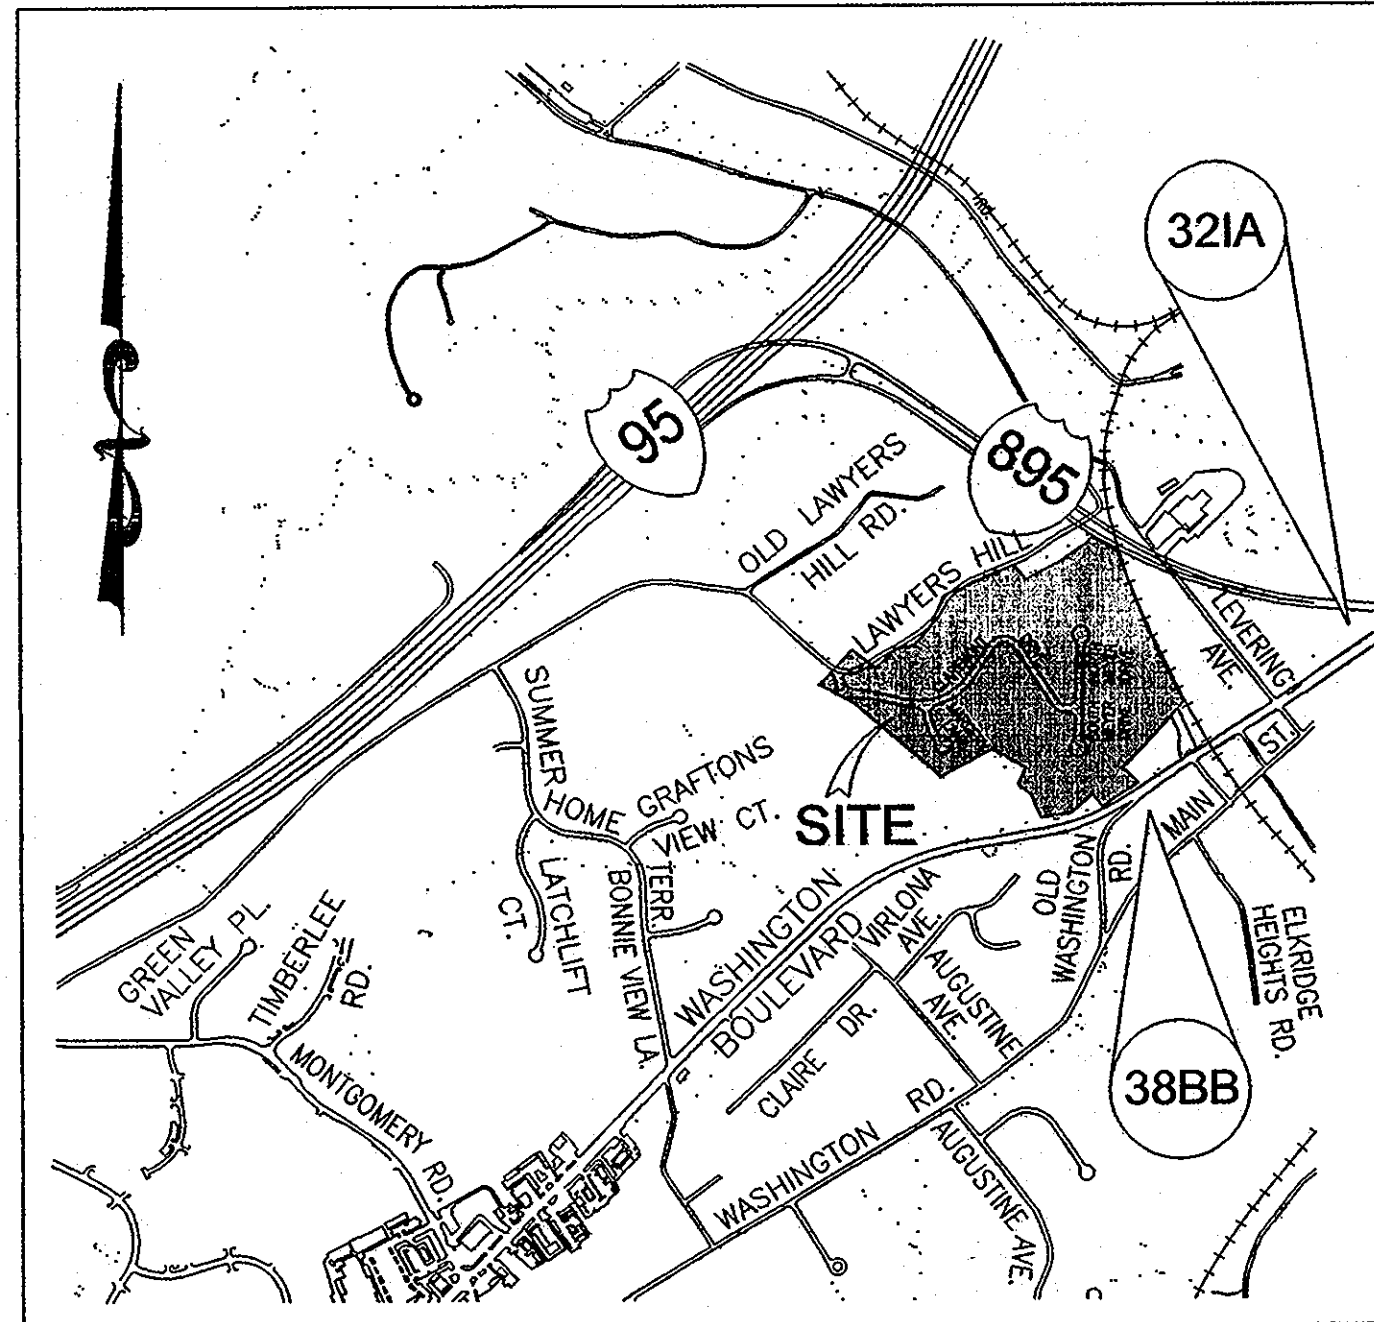 RD.
32IA
95
895
OLD LAWYERS
HILL RD.
LAWYERS HILL
LEVERING
AVE.
SUMMER
HOME
TERR
GRAFTONS
VIEW CT.
SITE
ST.
MAIN
LATCHLIFT
CT.
BONNIE VIEW LA.
WASHINGTON
BOULEVARD
VIRLONA
AVE.
OLD
WASHINGTON
RD.
ELKRIDGE
HEIGHTS RD.
GREEN
VALLEY PL.
TIMBERLEE
RD.
AUGUSTINE
AVE.
CLAIRE DR.
MONTGOMERY RD.
38BB
WASHINGTON RD.
AUGUSTINE AVE.